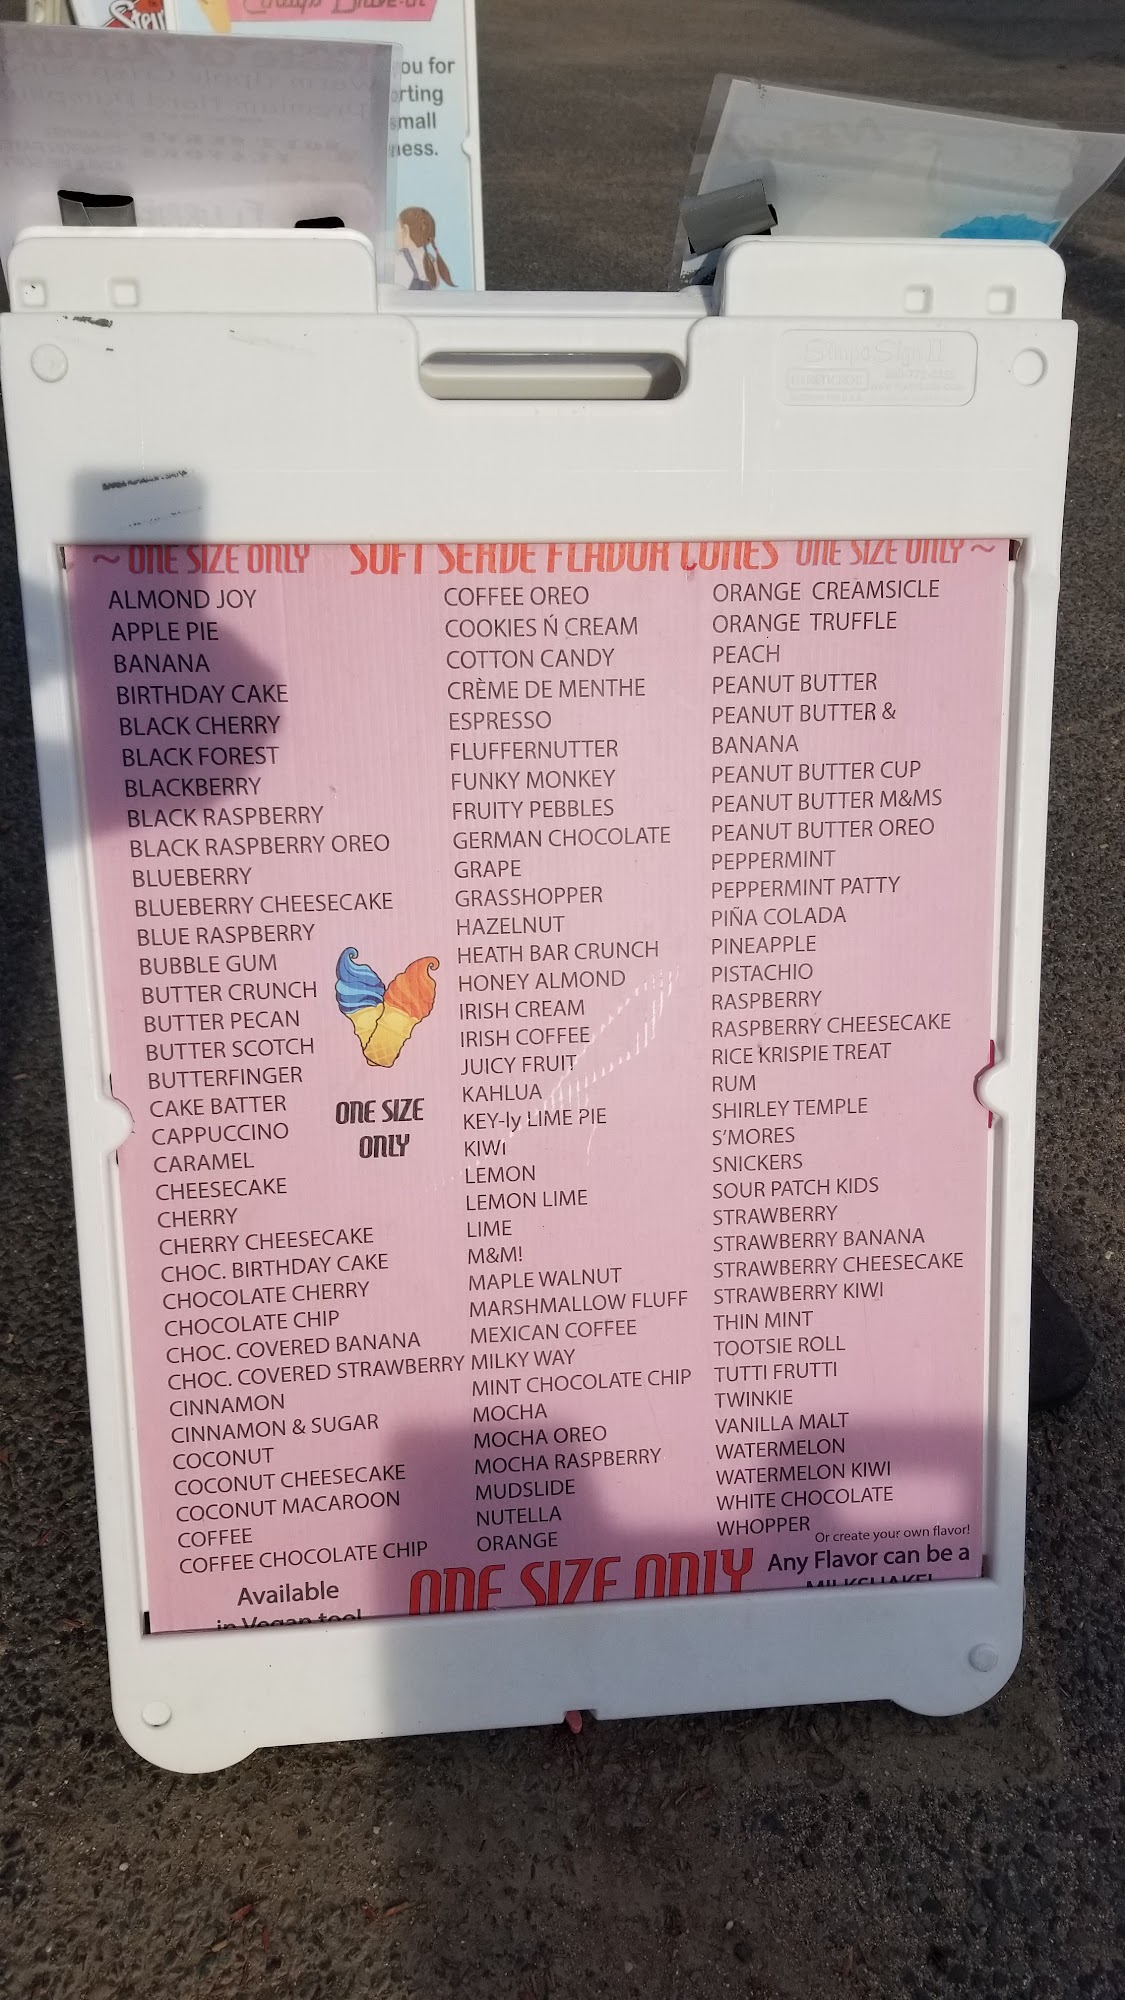 you for
orting
small
ness.
~ ONE SIZE ONLY SOFT SERVE FLAVOR CONES ONE SIZE ONLY ~
ALMOND JOY
APPLE PIE
BANANA
BIRTHDAY CAKE
BLACK CHERRY
BLACK FOREST
BLACKBERRY
BLACK RASPBERRY
BLACK RASPBERRY OREO
BLUEBERRY
BLUEBERRY CHEESECAKE
BLUE RASPBERRY
BUBBLE GUM
BUTTER CRUNCH
BUTTER PECAN
BUTTER SCOTCH
BUTTERFINGER
CAKE BATTER
CAPPUCCINO
CARAMEL
CHEESECAKE
CHERRY
CHERRY CHEESECAKE
CHOC. BIRTHDAY CAKE
CHOCOLATE CHERRY
CHOCOLATE CHIP
CHOC. COVERED BANANA
CHOC. COVERED STRAWBERRY
CINNAMON
CINNAMON & SUGAR
COCONUT
COCONUT CHEESECAKE
COCONUT MACAROON
COFFEE
COFFEE CHOCOLATE CHIP
Available
in Vegan too!
ONE SIZE
ONLY
COFFEE OREO
COOKIES Ń CREAM
COTTON CANDY
CRÈME DE MENTHE
ESPRESSO
FLUFFERNUTTER
FUNKY MONKEY
FRUITY PEBBLES
GERMAN CHOCOLATE
GRAPE
GRASSHOPPER
HAZELNUT
HEATH BAR CRUNCH
HONEY ALMOND
IRISH CREAM
IRISH COFFEE
JUICY FRUIT
KAHLUA
KEY-ly LIME PIE
KIWI
LEMON
LEMON LIME
LIME
M&M!
MAPLE WALNUT
MARSHMALLOW FLUFF
MEXICAN COFFEE
MILKY WAY
MINT CHOCOLATE CHIP
MOCHA
MOCHA OREO
MOCHA RASPBERRY
MUDSLIDE
NUTELLA
ORANGE
ONE SIZE ONLY
ORANGE CREAMSICLE
ORANGE TRUFFLE
PEACH
PEANUT BUTTER
PEANUT BUTTER &
BANANA
PEANUT BUTTER CUP
PEANUT BUTTER M&MS
PEANUT BUTTER OREO
PEPPERMINT
PEPPERMINT PATTY
PIÑA COLADA
PINEAPPLE
PISTACHIO
RASPBERRY
RASPBERRY CHEESECAKE
RICE KRISPIE TREAT
RUM
SHIRLEY TEMPLE
S'MORES
SNICKERS
SOUR PATCH KIDS
STRAWBERRY
STRAWBERRY BANANA
STRAWBERRY CHEESECAKE
STRAWBERRY KIWI
THIN MINT
TOOTSIE ROLL
TUTTI FRUTTI
TWINKIE
VANILLA MALT
WATERMELON
WATERMELON KIWI
WHITE CHOCOLATE
WHOPPER
Or create your own flavor!
Any Flavor can be a
MILKSHAKE!